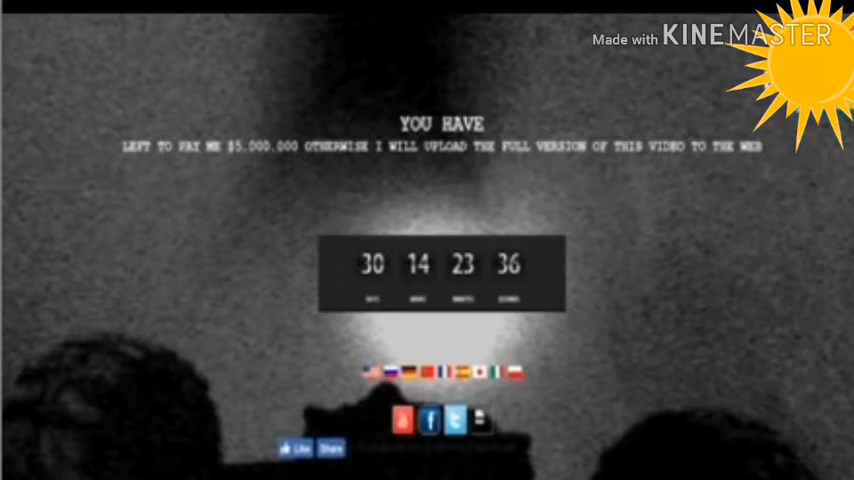 Made with KINEMASTER
YOU HAVE
LEFT TO PAY ME $5.000.000 OTHERWISE I WILL UPLOAD THE FULL VERSION OF THIS VIDEO TO THE WEB
30 14 23 36
Like Share